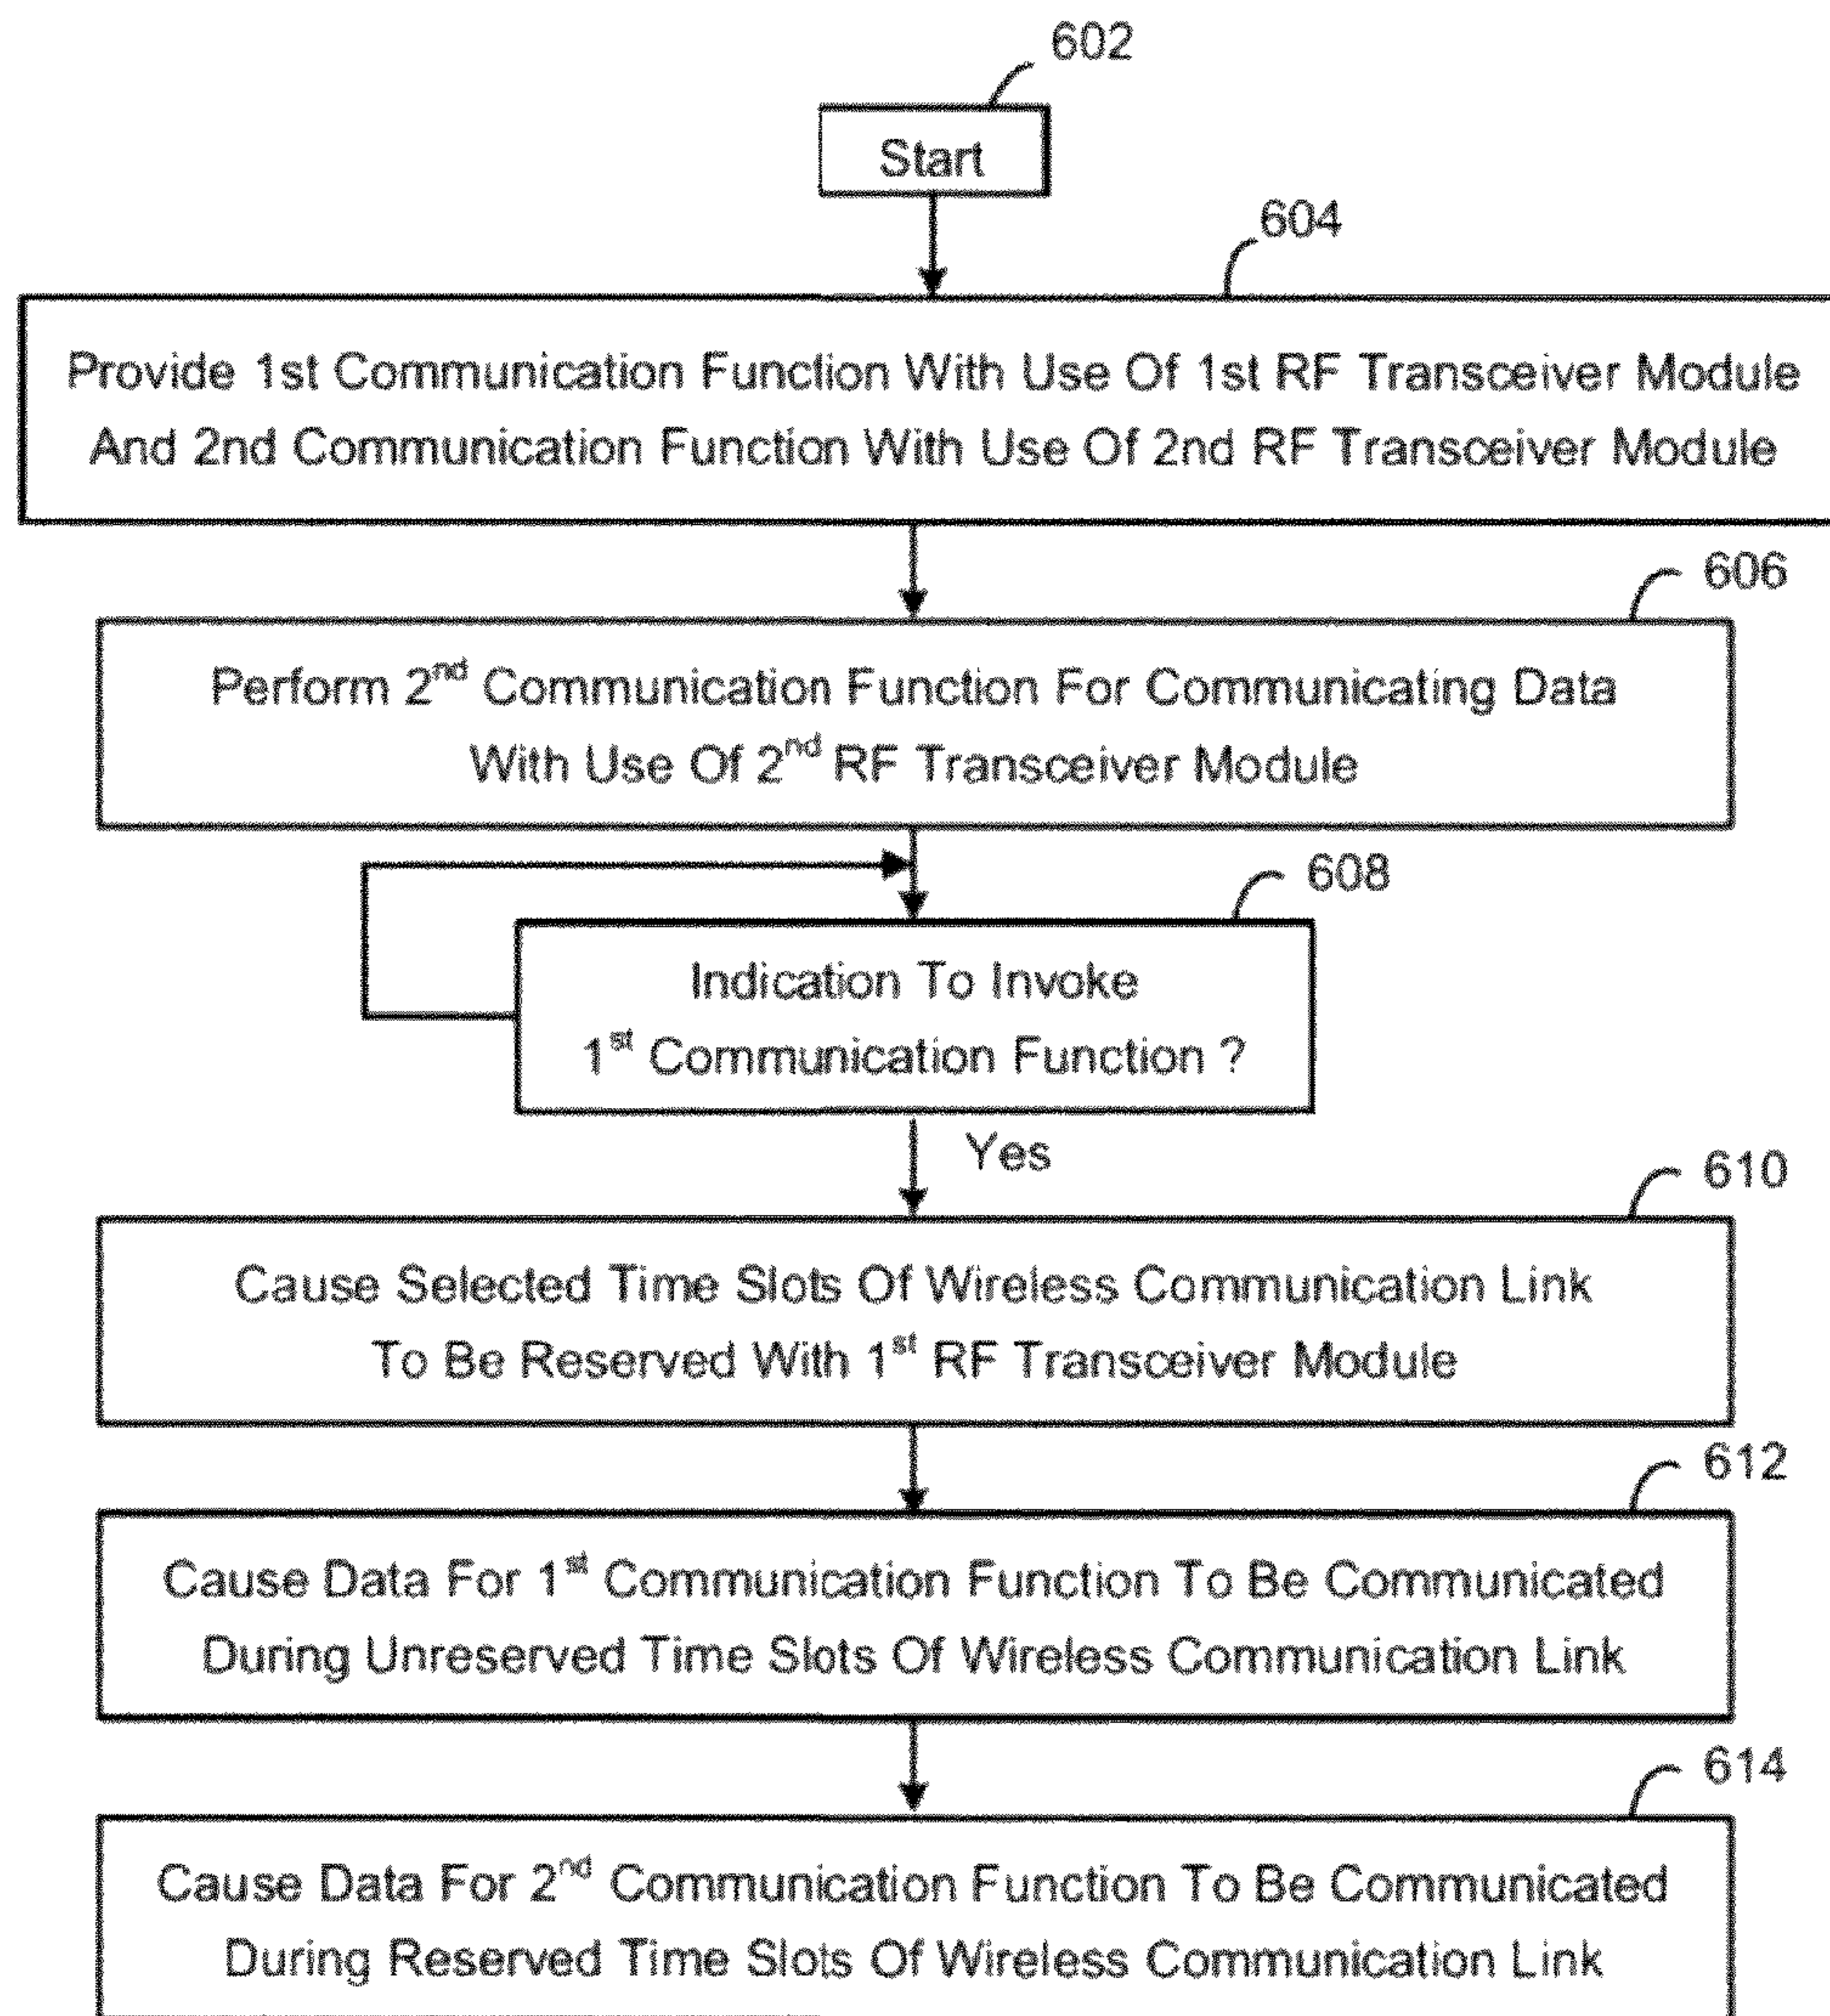 602
Start
604
Provide 1st Communication Function With Use Of 1st RF Transceiver Module
And 2nd Communication Function With Use Of 2nd RF Transceiver Module
606
Perform 2nd Communication Function For Communicating Data
With Use Of 2nd RF Transceiver Module
608
Indication To Invoke
1st Communication Function ?
Yes
610
Cause Selected Time Slots Of Wireless Communication Link
To Be Reserved With 1st RF Transceiver Module
612
Cause Data For 1st Communication Function To Be Communicated
During Unreserved Time Slots Of Wireless Communication Link
614
Cause Data For 2nd Communication Function To Be Communicated
During Reserved Time Slots Of Wireless Communication Link